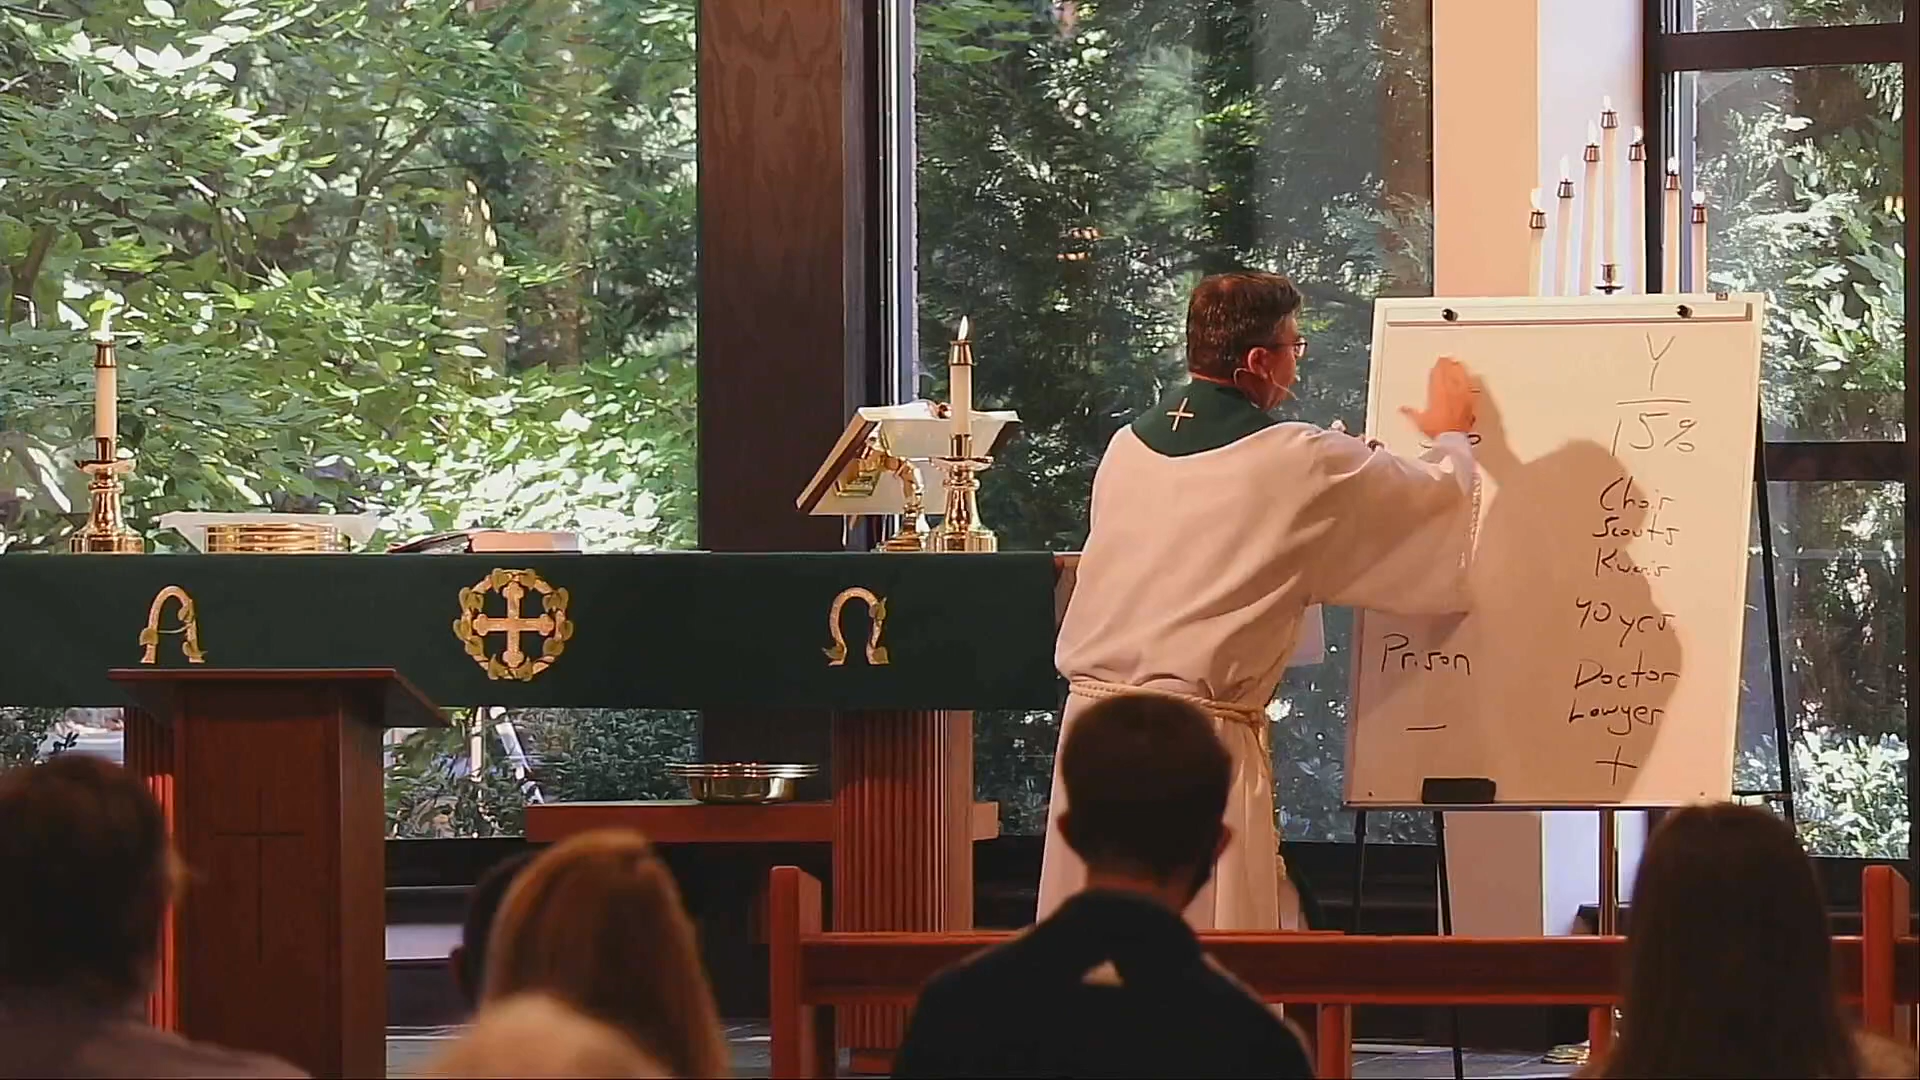 Y
15%
Choir
Scouts
Kiwanis
40 yrs
Prison
Doctor
Lawyer
—
+